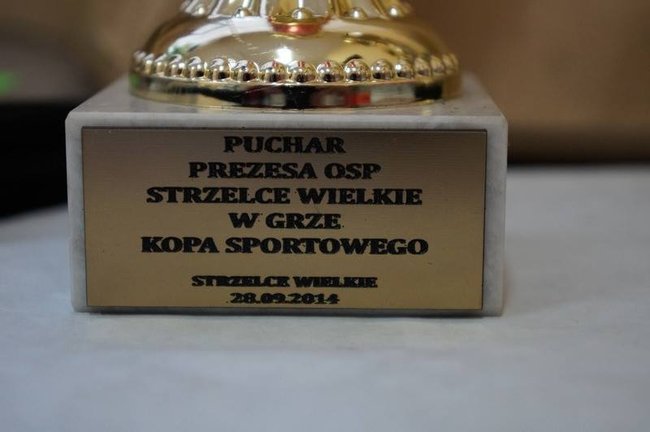 PUCHAR
PREZESA OSP
STRZELCE WIELKIE
W GRZE
KOPA SPORTOWEGO
STRZELCE WIELKIE
28.09.2014